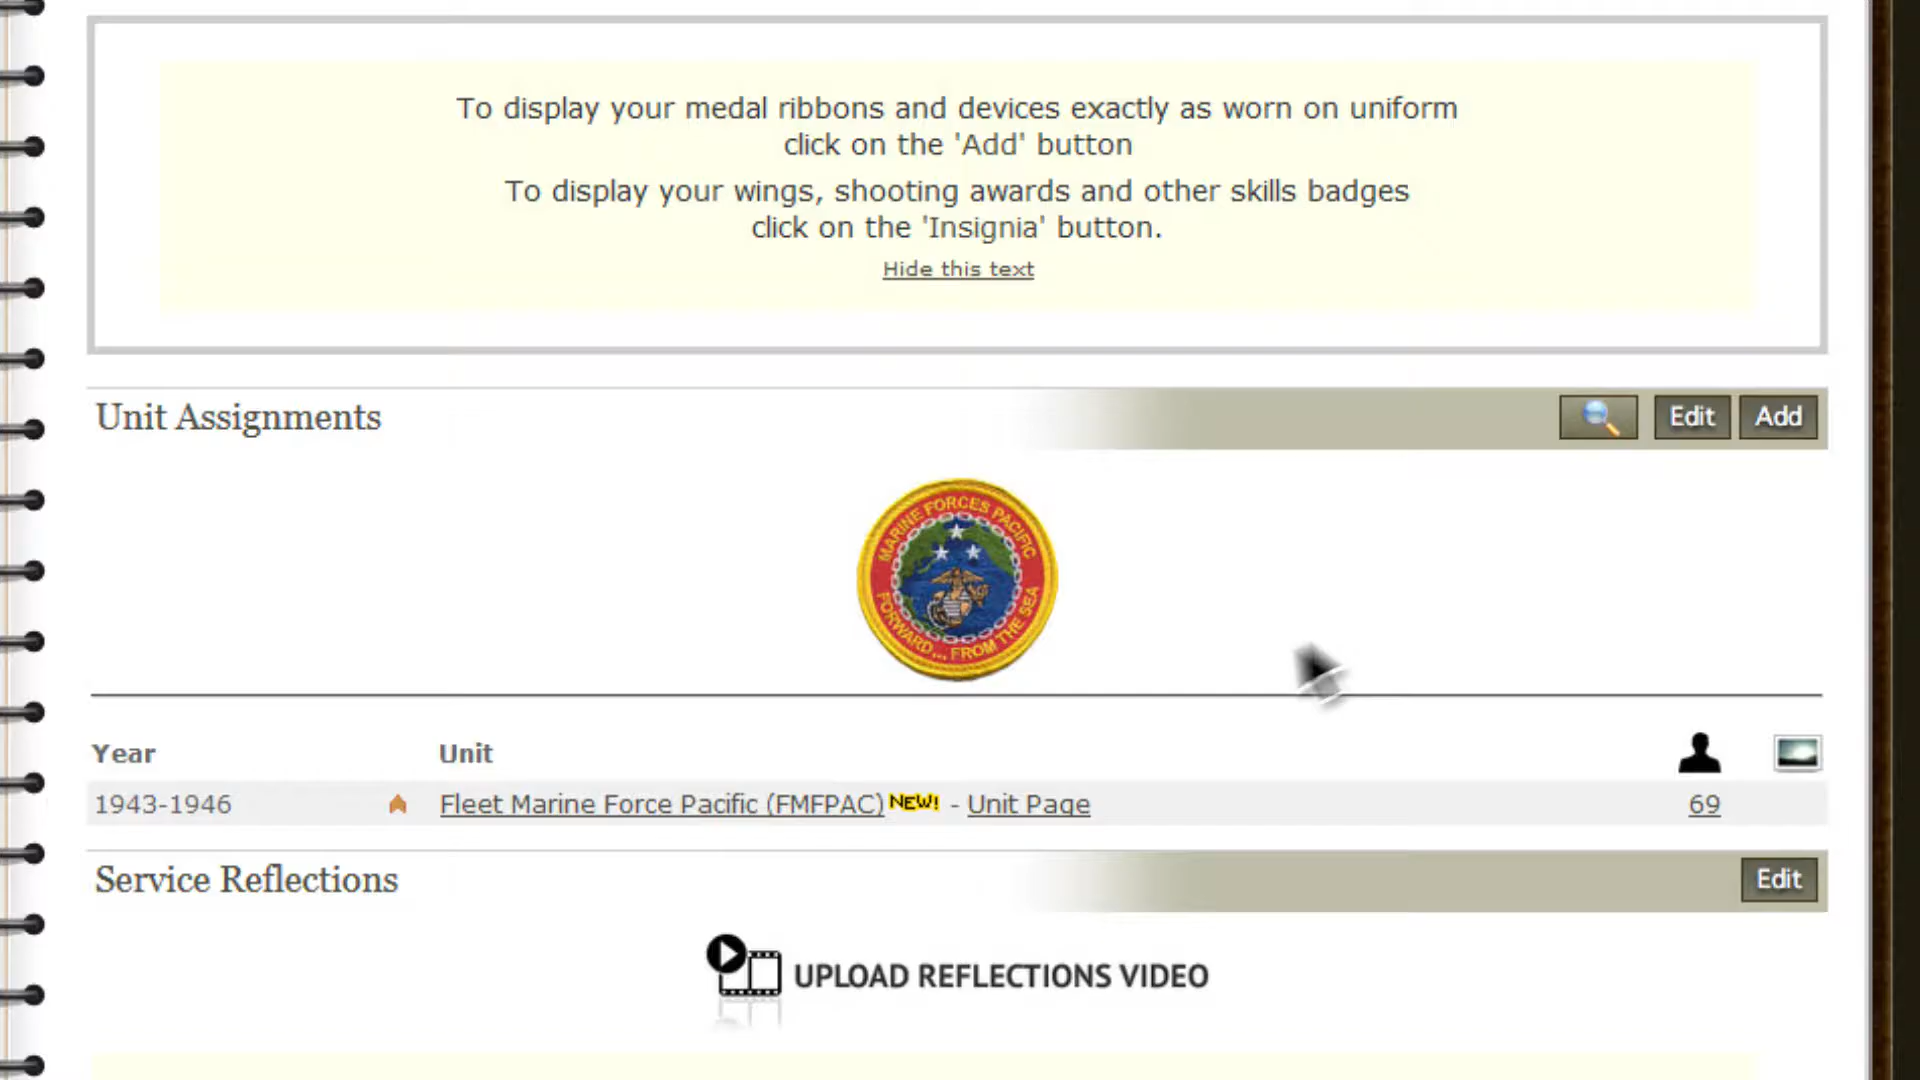 To display your medal ribbons and devices exactly as worn on uniform
click on the 'Add' button
To display your wings, shooting awards and other skills badges
click on the 'Insignia' button.
Hide this text
Unit Assignments
Edit
Add
MARINE FORCES PACIFIC
FORWARD... FROM THE SEA
Year
Unit
1943-1946
Fleet Marine Force Pacific (FMFPAC) NEW! - Unit Page
69
Service Reflections
Edit
UPLOAD REFLECTIONS VIDEO